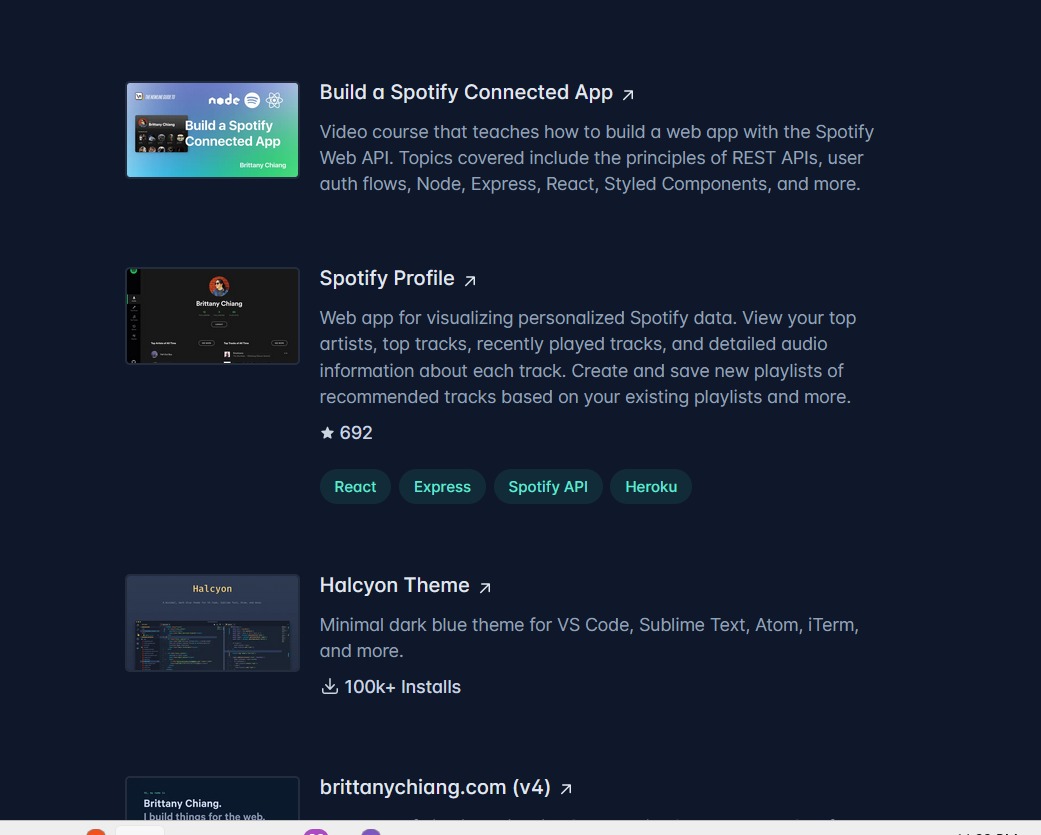 node
Build a Spotify
Connected App
Brittany Chiang
Build a Spotify Connected App
Video course that teaches how to build a web app with the Spotify
Web API. Topics covered include the principles of REST APIs, user
auth flows, Node, Express, React, Styled Components, and more.
Brittany Chiang
Spotify Profile
Web app for visualizing personalized Spotify data. View your top
artists, top tracks, recently played tracks, and detailed audio
information about each track. Create and save new playlists of
recommended tracks based on your existing playlists and more.
692
React Express Spotify API Heroku
Halcyon
Halcyon Theme
Minimal dark blue theme for VS Code, Sublime Text, Atom, iTerm,
and more.
100k+ Installs
Brittany Chiang.
I build things for the web.
brittanychiang.com (v4)